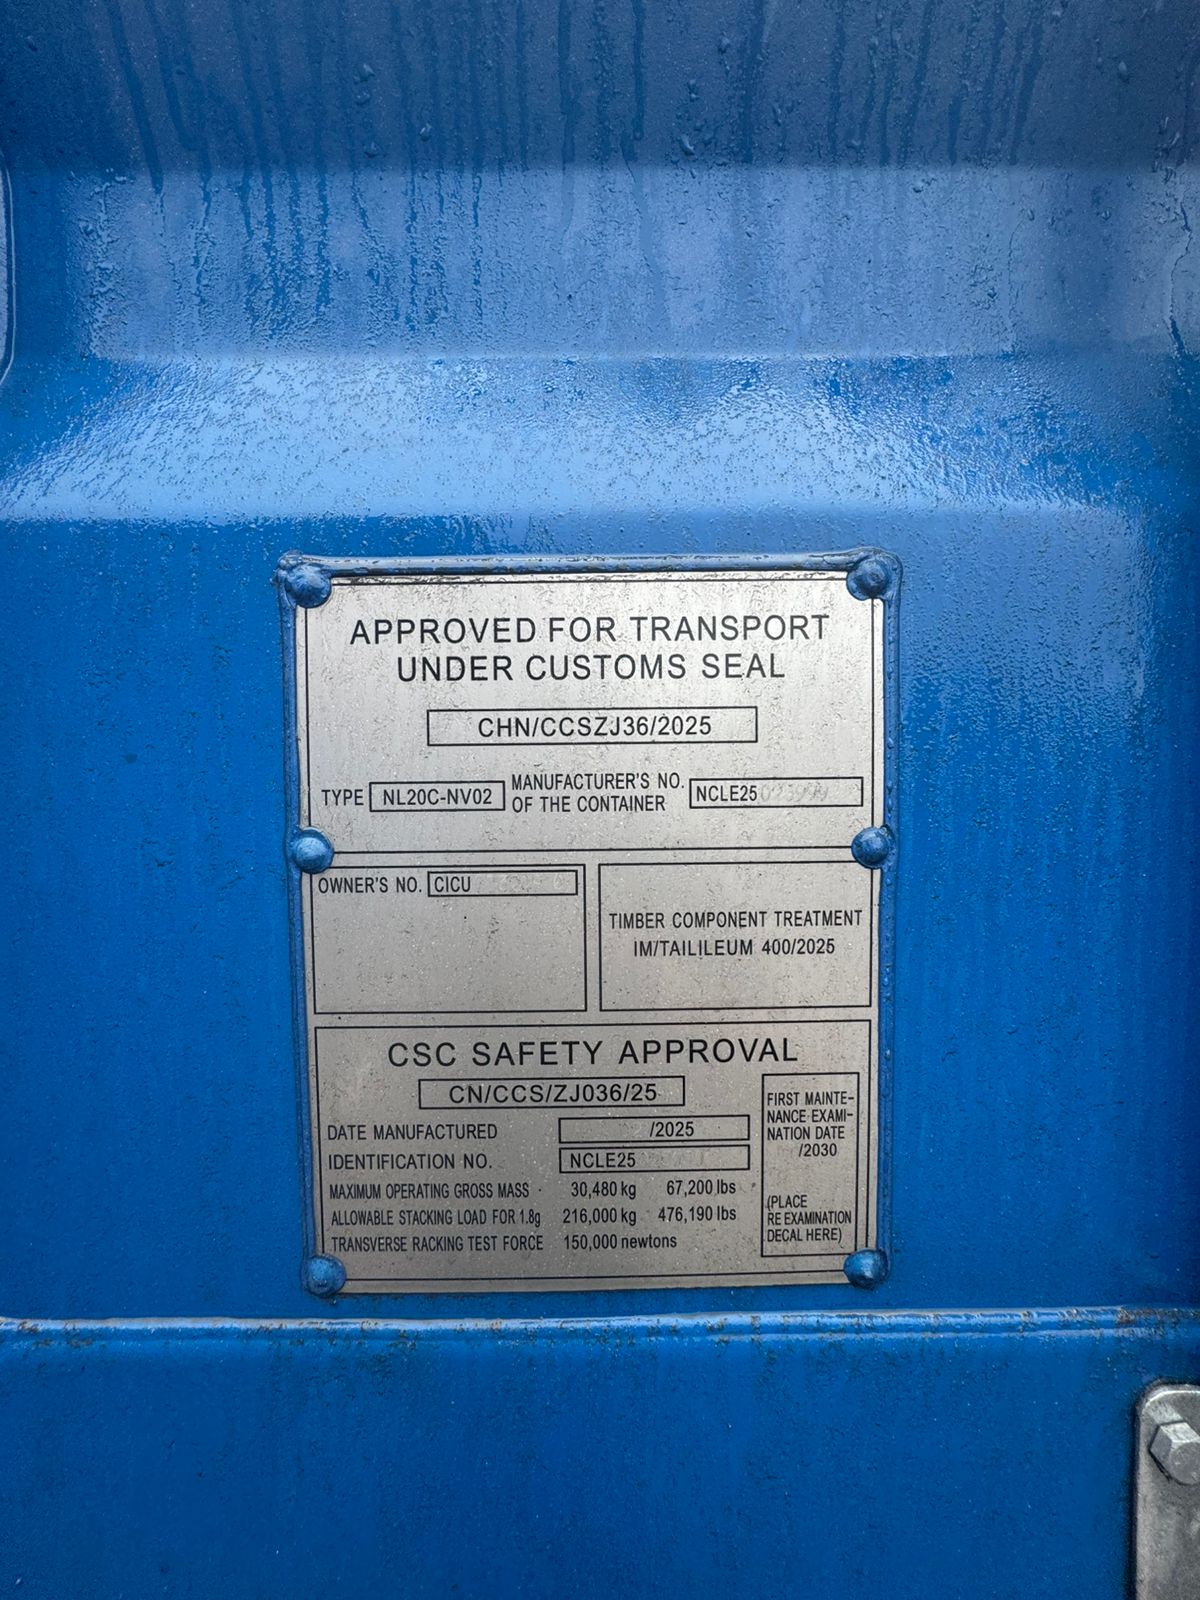 APPROVED FOR TRANSPORT
UNDER CUSTOMS SEAL
CHN/CCSZJ36/2025
TYPE NL20C-NV02 MANUFACTURER'S NO.
OF THE CONTAINER NCLE25
OWNER'S NO. CICU
TIMBER COMPONENT TREATMENT
IM/TAILILEUM 400/2025
CSC SAFETY APPROVAL
CN/CCS/ZJ036/25
DATE MANUFACTURED /2025
IDENTIFICATION NO. NCLE25
MAXIMUM OPERATING GROSS MASS 30,480 kg 67,200 lbs
ALLOWABLE STACKING LOAD FOR 1.8g 216,000 kg 476,190 lbs
TRANSVERSE RACKING TEST FORCE 150,000 newtons
FIRST MAINTE-
NANCE EXAMI-
NATION DATE
/2030
(PLACE
RE EXAMINATION
DECAL HERE)